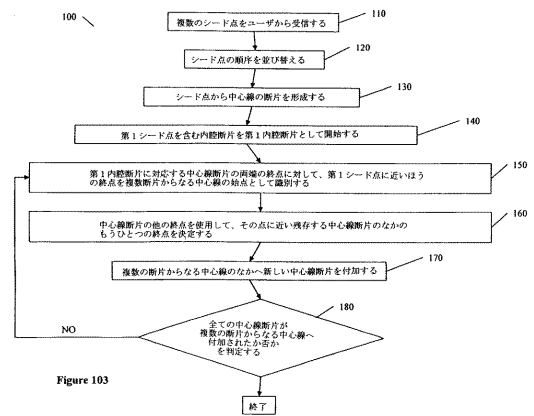 100
複数のシード点をユーザから受信する
110
シード点の順序を並び替える
120
シード点から中心線の断片を形成する
130
第1シード点を含む内腔断片を第1内腔断片として開始する
140
第1内腔断片に対応する中心線断片の両端の終点に対して、第1シード点に近いほう
の終点を複数断片からなる中心線の始点として識別する
150
中心線断片の他の終点を使用して、その点に近い残存する中心線断片のなかの
もうひとつの終点を決定する
160
複数の断片からなる中心線のなかへ新しい中心線断片を付加する
170
180
全ての中心線断片が
複数の断片からなる中心線へ
付加されたか否か
を判定する
NO
Figure 103
終了